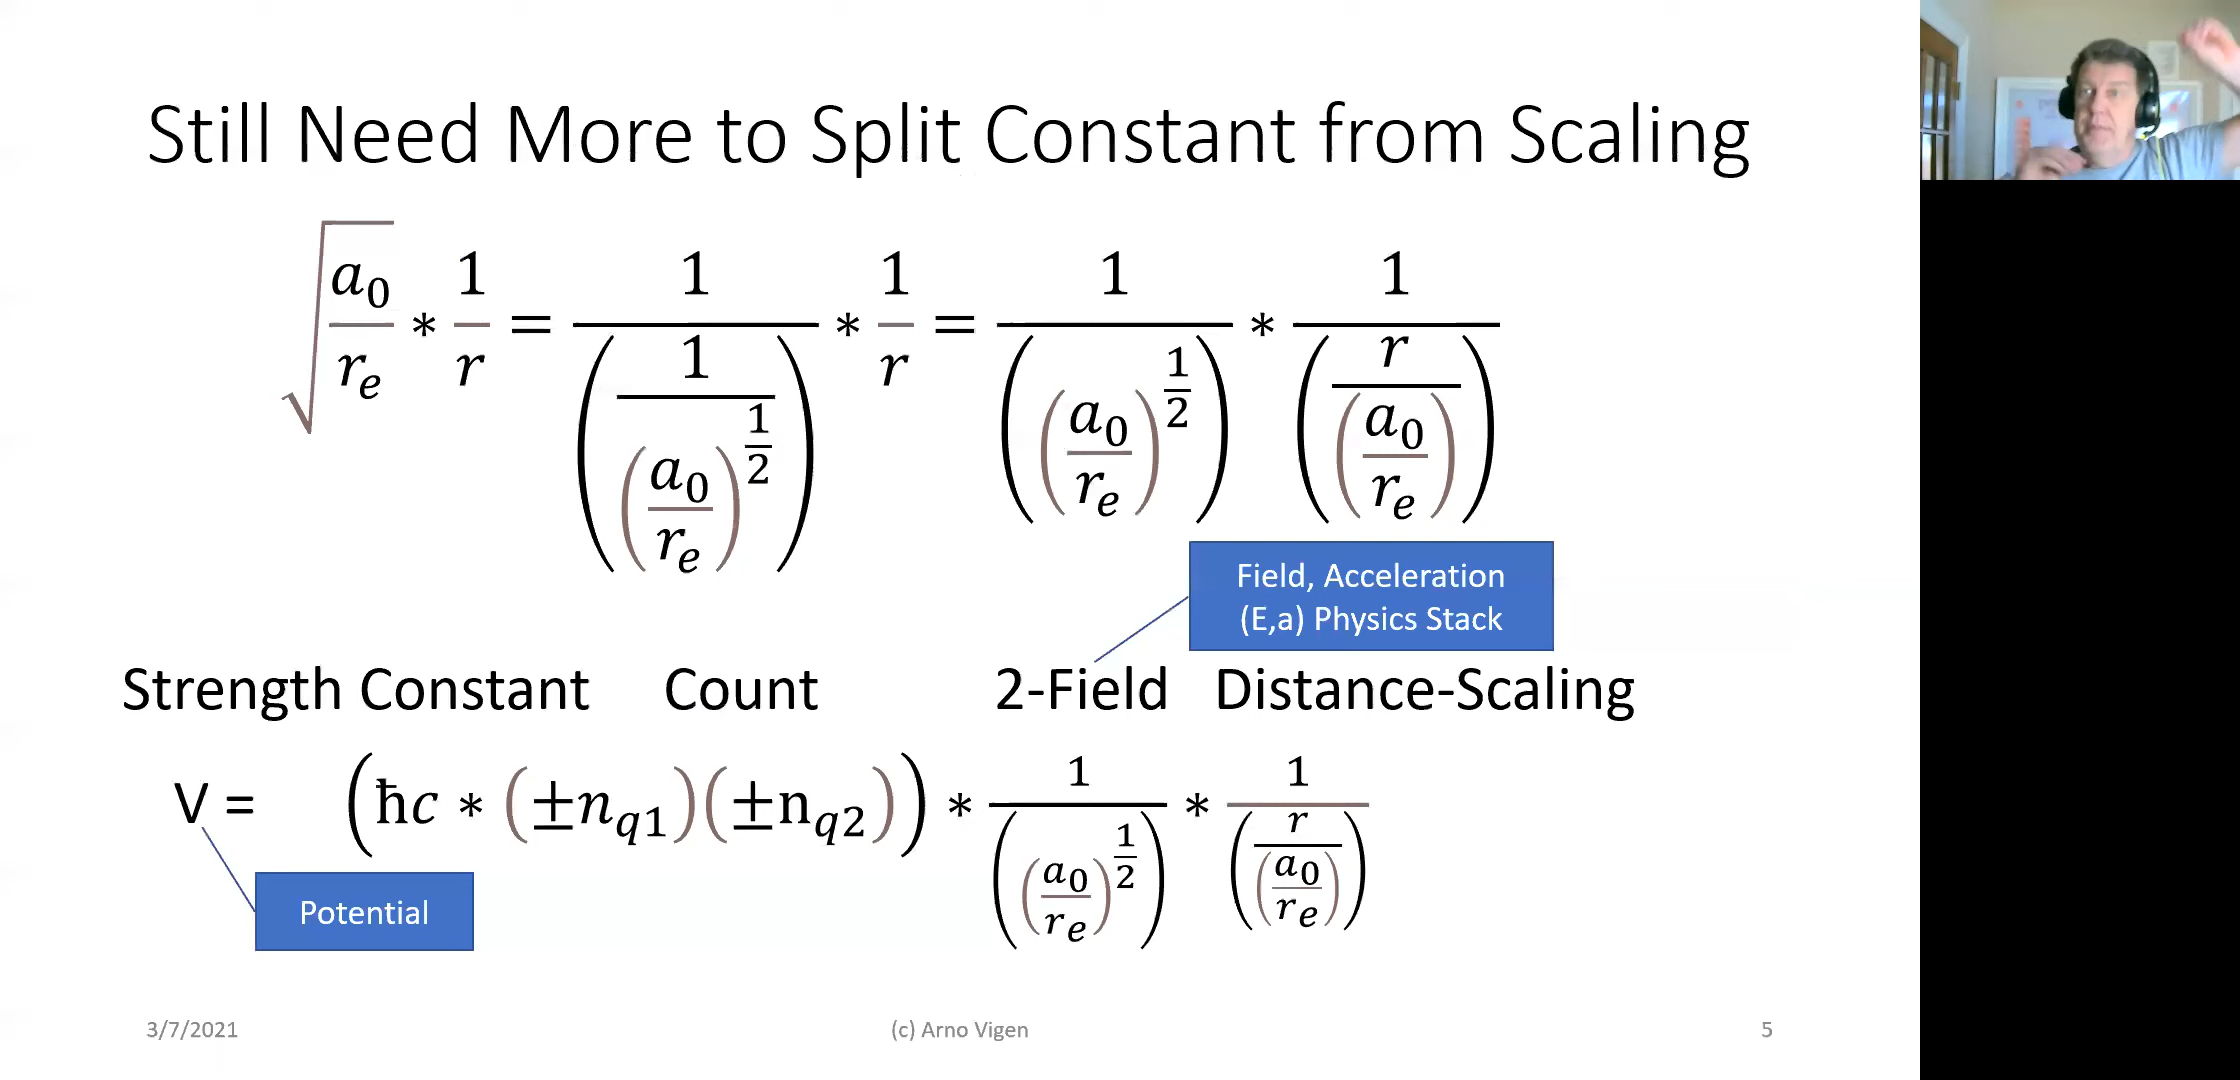 Still Need More to Split Constant from Scaling
√(a₀/rₑ) * 1/r = 1/(1/(a₀/rₑ)^(1/2)) * 1/r = 1/((a₀/rₑ)^(1/2)) * 1/(r/(a₀/rₑ))
Field, Acceleration
(E,a) Physics Stack
Strength Constant Count 2-Field Distance-Scaling
V = (ħc * (±n_q1)(±n_q2)) * 1/((a₀/rₑ)^(1/2)) * 1/(r/(a₀/rₑ))
Potential
3/7/2021 (c) Arno Vigen 5